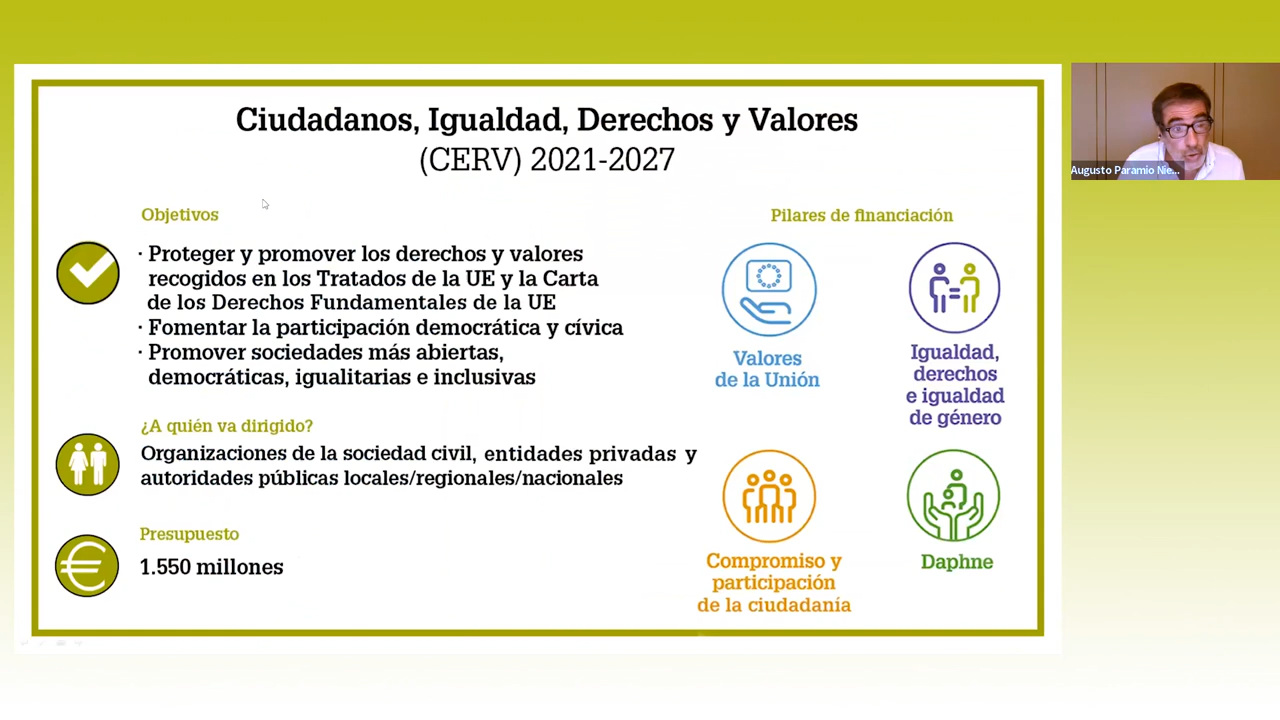 Ciudadanos, Igualdad, Derechos y Valores
(CERV) 2021-2027
Objetivos
· Proteger y promover los derechos y valores
recogidos en los Tratados de la UE y la Carta
de los Derechos Fundamentales de la UE
· Fomentar la participación democrática y cívica
· Promover sociedades más abiertas,
democráticas, igualitarias e inclusivas
¿A quién va dirigido?
Organizaciones de la sociedad civil, entidades privadas y
autoridades públicas locales/regionales/nacionales
Presupuesto
1.550 millones
Pilares de financiación
Valores
de la Unión
Igualdad,
derechos
e igualdad
de género
Compromiso y
participación
de la ciudadanía
Daphne
Augusto Paramio Nie...